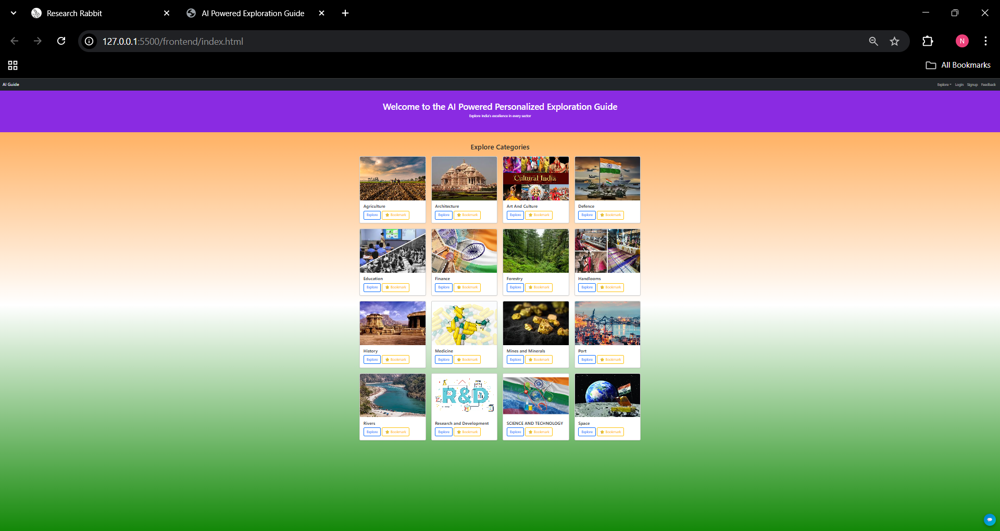 Research Rabbit
AI Powered Exploration Guide
127.0.0.1:5500/frontend/index.html
N
All Bookmarks
AI Guide
Explore Login Signup Feedback
Welcome to the AI Powered Personalized Exploration Guide
Explore India's excellence in every sector
Explore Categories
Cultural India
Agriculture
Explore Bookmark
Architecture
Explore Bookmark
Art And Culture
Explore Bookmark
Defence
Explore Bookmark
Education
Explore Bookmark
Finance
Explore Bookmark
Forestry
Explore Bookmark
Handlooms
Explore Bookmark
History
Explore Bookmark
Medicine
Explore Bookmark
Mines and Minerals
Explore Bookmark
Port
Explore Bookmark
R&D
Rivers
Explore Bookmark
Research and Development
Explore Bookmark
SCIENCE AND TECHNOLOGY
Explore Bookmark
Space
Explore Bookmark